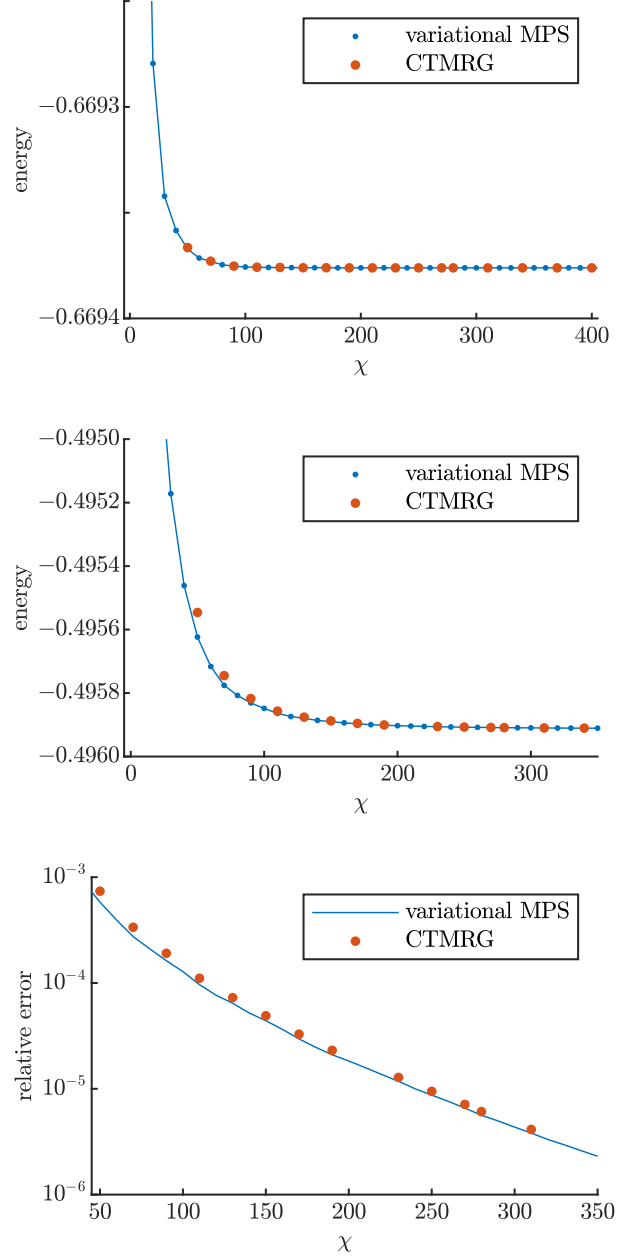 variational MPS
CTMRG
−0.6693
energy
−0.6694
0 100 200 300 400
χ
−0.4950
variational MPS
−0.4952
CTMRG
−0.4954
energy
−0.4956
−0.4958
−0.4960
0 100 200 300
χ
10−3
variational MPS
CTMRG
10−4
relative error
10−5
10−6
50 100 150 200 250 300 350
χ